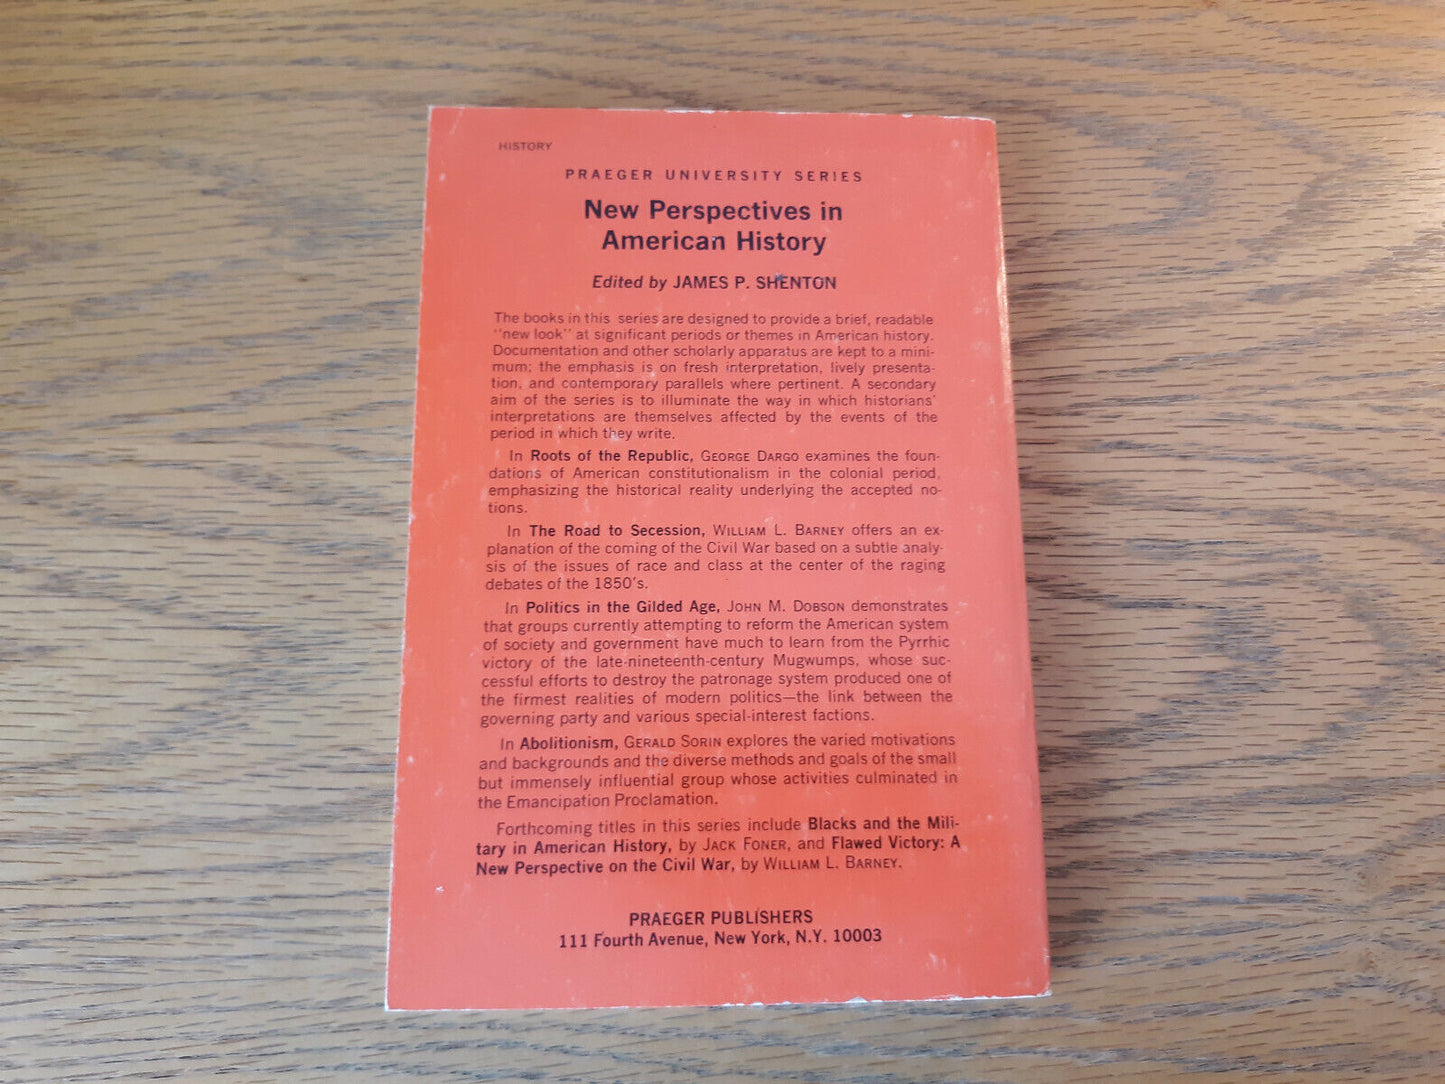 HISTORY
PRAEGER UNIVERSITY SERIES
New Perspectives in
American History
Edited by JAMES P. SHENTON
The books in this series are designed to provide a brief, readable
"new look" at significant periods or themes in American history.
Documentation and other scholarly apparatus are kept to a mini-
mum; the emphasis is on fresh interpretation, lively presenta-
tion, and contemporary parallels where pertinent. A secondary
aim of the series is to illuminate the way in which historians'
interpretations are themselves affected by the events of the
period in which they write.
In Roots of the Republic, GEORGE DARGO examines the foun-
dations of American constitutionalism in the colonial period,
emphasizing the historical reality underlying the accepted no-
tions.
In The Road to Secession, WILLIAM L. BARNEY offers an ex-
planation of the coming of the Civil War based on a subtle analy-
sis of the issues of race and class at the center of the raging
debates of the 1850's.
In Politics in the Gilded Age, JOHN M. DOBSON demonstrates
that groups currently attempting to reform the American system
of society and government have much to learn from the Pyrrhic
victory of the late-nineteenth-century Mugwumps, whose suc-
cessful efforts to destroy the patronage system produced one of
the firmest realities of modern politics—the link between the
governing party and various special-interest factions.
In Abolitionism, GERALD SORIN explores the varied motivations
and backgrounds and the diverse methods and goals of the small
but immensely influential group whose activities culminated in
the Emancipation Proclamation.
Forthcoming titles in this series include Blacks and the Mili-
tary in American History, by JACK FONER, and Flawed Victory: A
New Perspective on the Civil War, by WILLIAM L. BARNEY.
PRAEGER PUBLISHERS
111 Fourth Avenue, New York, N.Y. 10003